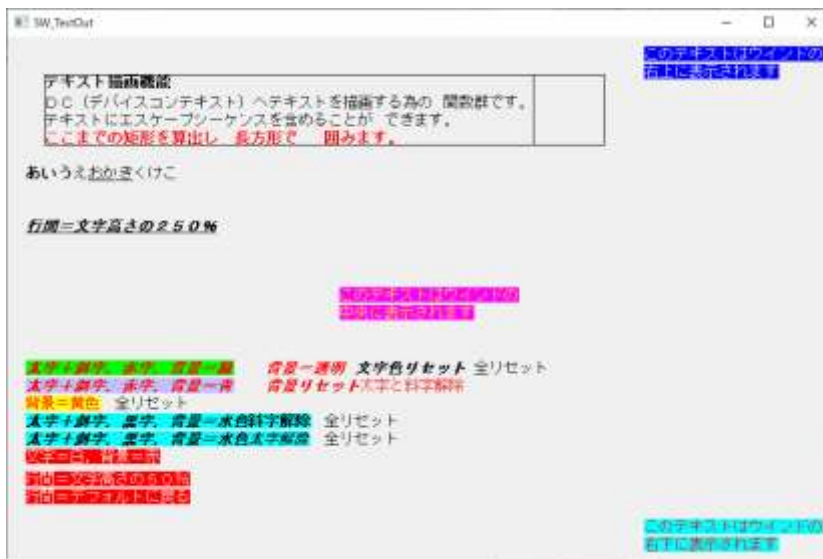 SW_TextOut
このテキストはウインドの
右上に表示されます
テキスト描画機能
DC（デバイスコンテキスト）へテキストを描画する為の 関数群です。
テキストにエスケープシーケンスを含めることが できます。
ここまでの矩形を算出し 長方形で 囲みます。
あいうえおかきくけこ
行間＝文字高さの２５０％
このテキストはウインドの
中央に表示されます
太字＋斜字、赤字、背景＝緑 背景＝透明 文字色リセット 全リセット
太字＋斜字、赤字、背景＝青 背景リセット太字と斜字解除
背景＝黄色 全リセット
太字＋斜字、黒字、背景＝水色斜字解除 全リセット
太字＋斜字、黒字、背景＝水色太字解除 全リセット
文字＝白、背景＝赤
行間＝文字高さの５０％
行間＝デフォルトに戻る
このテキストはウインドの
右下に表示されます